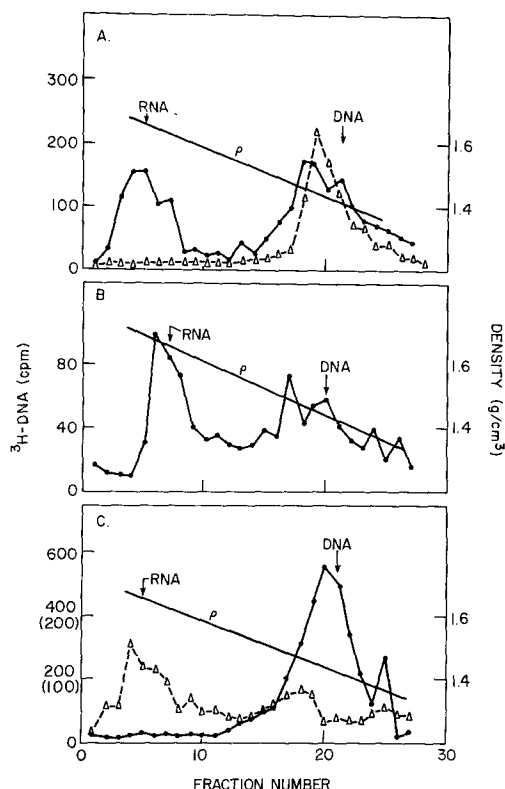 A.
300
200
100
0
RNA
ρ
DNA
1.6
1.4
B
80
40
0
RNA
ρ
DNA
1.6
1.4
³H-DNA (cpm)
DENSITY (g/cm³)
C.
600
400
(200)
200
(100)
0
RNA
ρ
DNA
1.6
1.4
0
10
20
30
FRACTION NUMBER